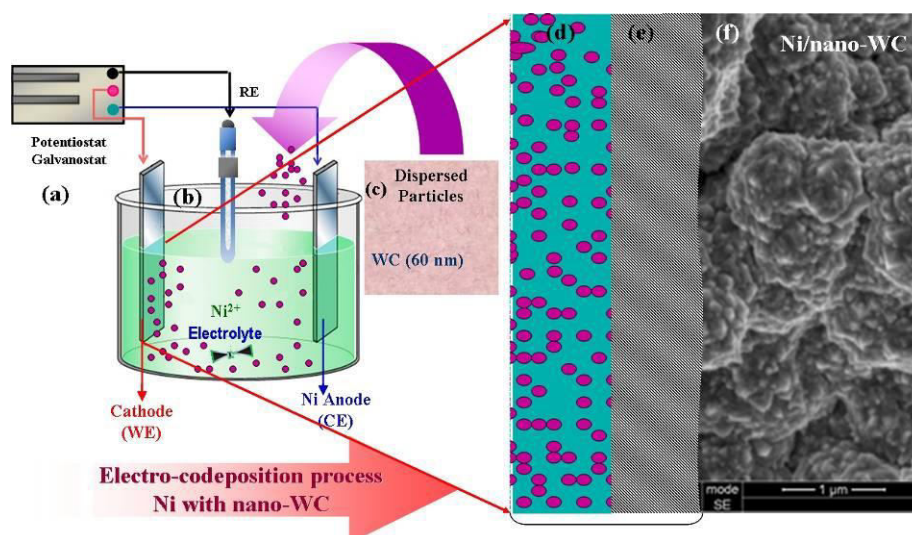 RE
Potentiostat
Galvanostat
(a)
(b)
(c)
Dispersed
Particles
WC (60 nm)
Ni2+
Electrolyte
Cathode
(WE)
Ni Anode
(CE)
Electro-codeposition process
Ni with nano-WC
(d)
(e)
(f)
Ni/nano-WC
mode
SE
1 µm